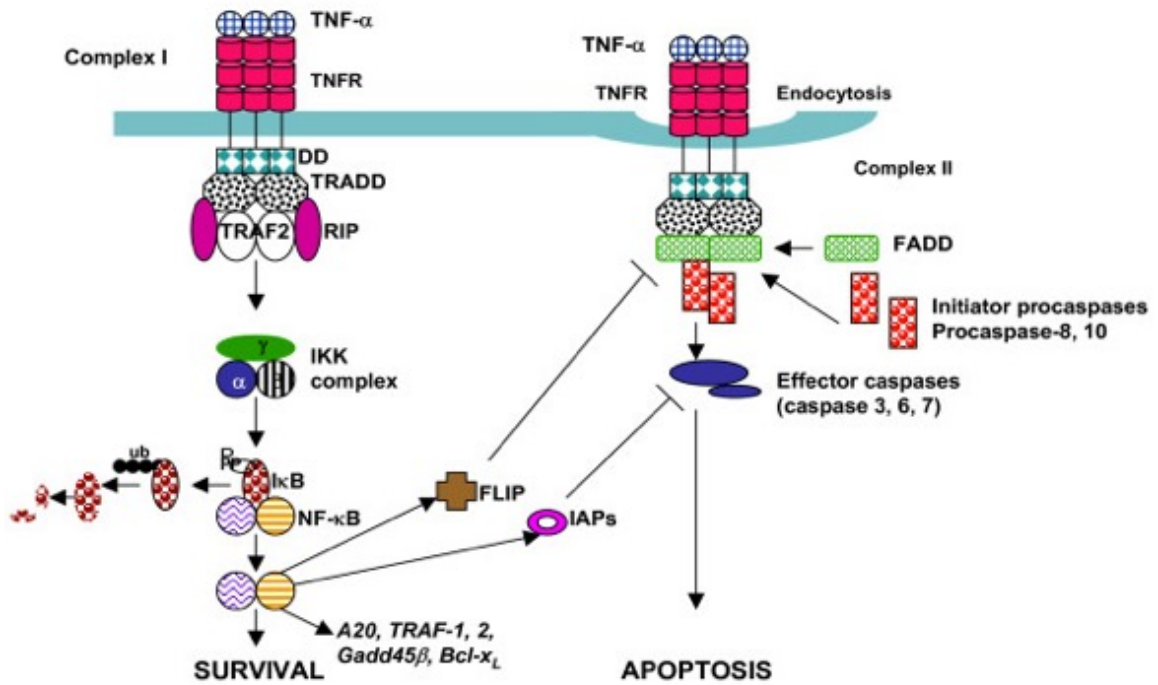 TNF-α
Complex I
TNFR
DD
TRADD
TRAF2
RIP
γ
α
IKK
complex
ub
P
IκB
NF-κB
FLIP
IAPs
A20, TRAF-1, 2,
Gadd45β, Bcl-xL
SURVIVAL
TNF-α
TNFR
Endocytosis
Complex II
FADD
Initiator procaspases
Procaspase-8, 10
Effector caspases
(caspase 3, 6, 7)
APOPTOSIS